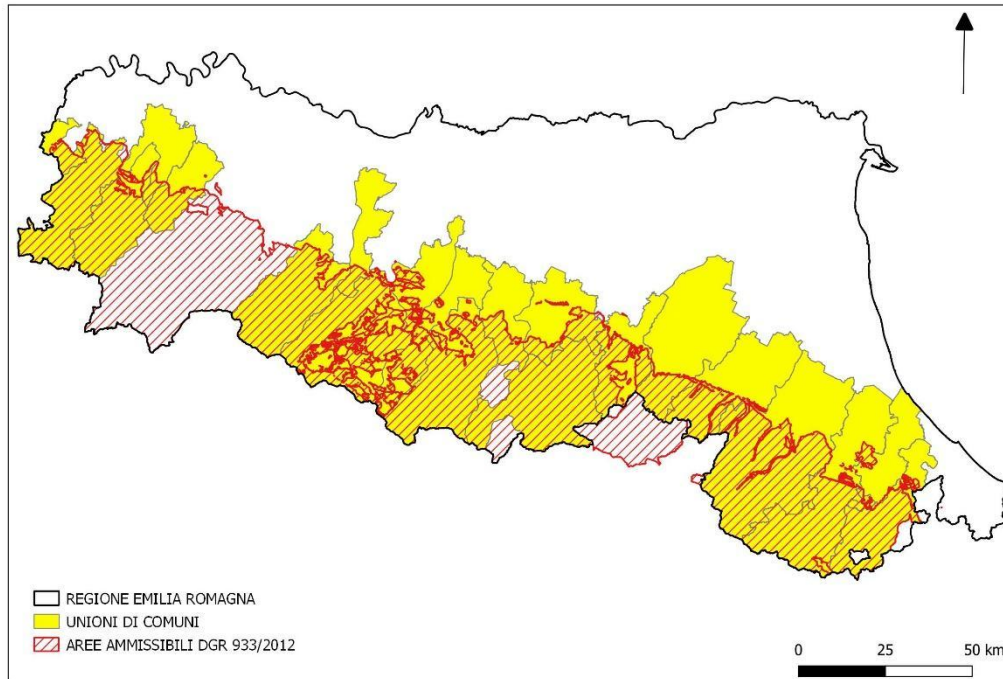 REGIONE EMILIA ROMAGNA
UNIONI DI COMUNI
AREE AMMISSIBILI DGR 933/2012
0 25 50 km